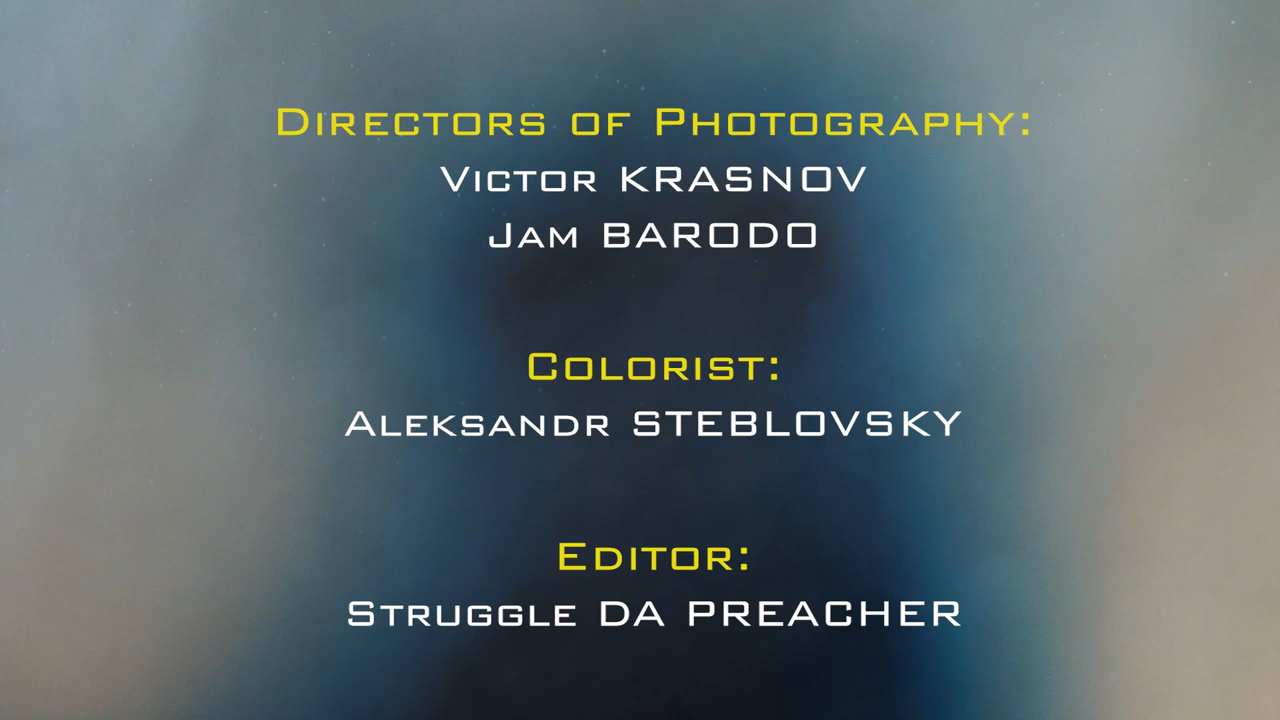 Directors of Photography:
Victor KRASNOV
Jam BARODO
Colorist:
Aleksandr STEBLOVSKY
Editor:
Struggle DA PREACHER